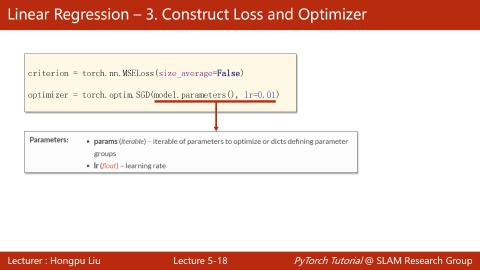 Linear Regression – 3. Construct Loss and Optimizer
criterion = torch.nn.MSELoss(size_average=False)
optimizer = torch.optim.SGD(model.parameters(), lr=0.01)
Parameters:
• params (iterable) – iterable of parameters to optimize or dicts defining parameter
groups
• lr (float) – learning rate
Lecturer : Hongpu Liu
Lecture 5-18
PyTorch Tutorial @ SLAM Research Group